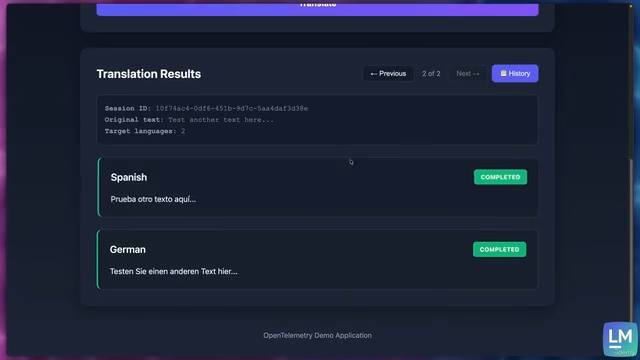 Translate
Translation Results
← Previous
2 of 2
Next →
History
Session ID: 10f74ac4-0df6-451b-9d7c-5aa4daf3d38e
Original text: Test another text here...
Target languages: 2
Spanish
COMPLETED
Prueba otro texto aquí...
German
COMPLETED
Testen Sie einen anderen Text hier...
OpenTelemetry Demo Application
LM